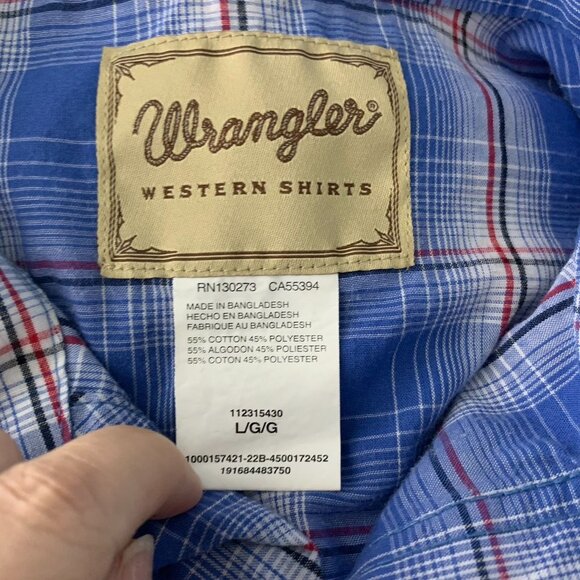 Wrangler®
WESTERN SHIRTS
RN130273 CA55394
MADE IN BANGLADESH
HECHO EN BANGLADESH
FABRIQUE AU BANGLADESH
55% COTTON 45% POLYESTER
55% ALGODON 45% POLIESTER
55% COTON 45% POLYESTER
112315430
L/G/G
1000157421-22B-4500172452
191684483750